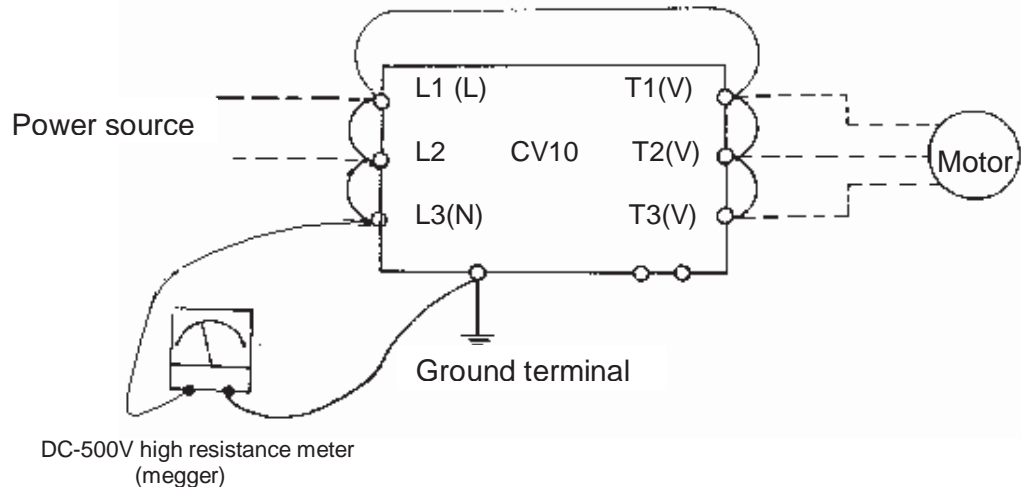 L1 (L)
T1(V)
Power source
L2
CV10
T2(V)
Motor
L3(N)
T3(V)
Ground terminal
DC-500V high resistance meter
(megger)